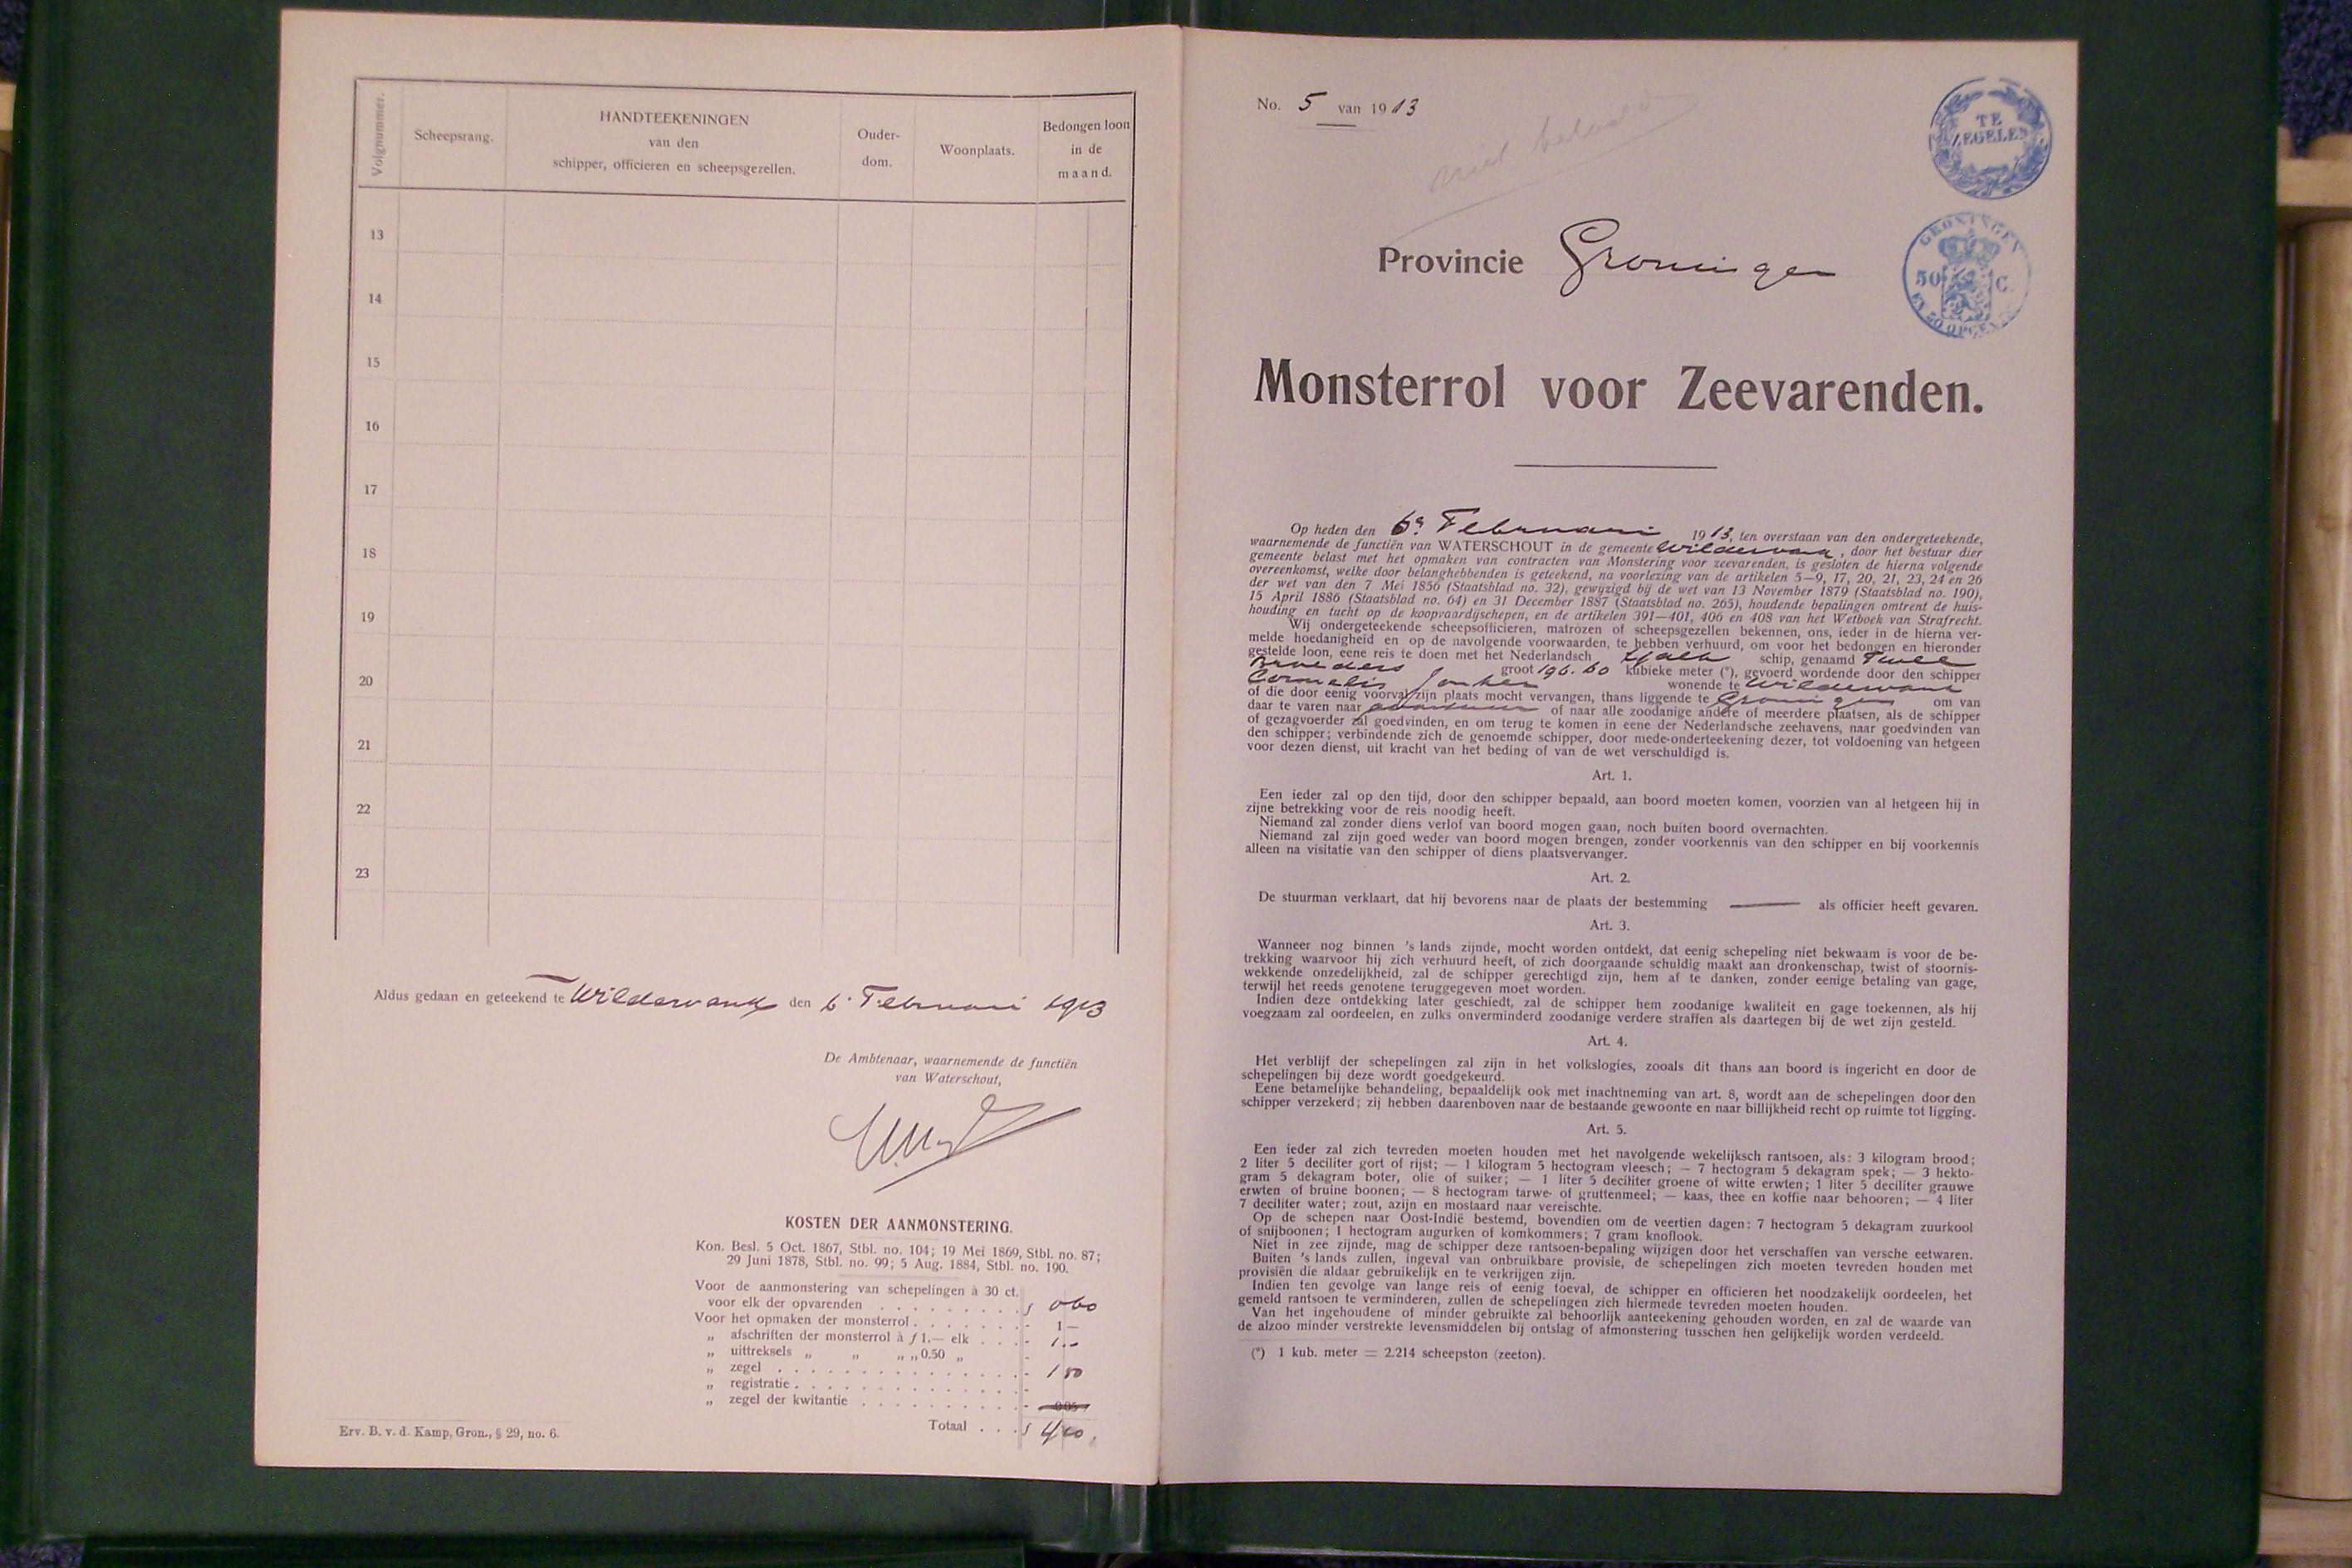 Volgnummer.
Scheepsrang.
HANDTEEKENINGEN
van den
schipper, officieren en scheepsgezellen.
Ouder-
dom.
Woonplaats.
Bedongen loon
in de
maand.
13
14
15
16
17
18
19
20
21
22
23
Aldus gedaan en geteekend te Wildervank den 6 Februari 1913
De Ambtenaar, waarnemende de functiën
van Waterschout,
KOSTEN DER AANMONSTERING.
Kon. Besl. 5 Oct. 1867, Stbl. no. 104; 19 Mei 1869, Stbl. no. 87;
29 Juni 1878, Stbl. no. 99; 5 Aug. 1884, Stbl. no. 190.
Voor de aanmonstering van schepelingen à 30 ct.
voor elk der opvarenden . . . . . . . . . f 0 60
Voor het opmaken der monsterrol . . . . . . . - 1 —
„ afschriften der monsterrol à f 1.— elk . . . - 1.-
„ uittreksels „ „ „ „ 0.50 „ -
„ zegel . . . . . . . . . . . . . . - 1 80
„ registratie . . . . . . . . . . . . . -
„ zegel der kwitantie . . . . . . . . . -
Totaal . . . f 4 40
Erv. B. v. d. Kamp, Gron., § 29, no. 6.
No. 5 van 1913
niet betaald
TE
ZEGELEN
GRONINGEN
50 C.
EN 50 OPCEN.
Provincie Groningen
Monsterrol voor Zeevarenden.
Op heden den 6e Februari 1913, ten overstaan van den ondergeteekende,
waarnemende de functiën van WATERSCHOUT in de gemeente Wildervank, door het bestuur dier
gemeente belast met het opmaken van contracten van Monstering voor zeevarenden, is gesloten de hierna volgende
overeenkomst, welke door belanghebbenden is geteekend, na voorlezing van de artikelen 5—9, 17, 20, 21, 23, 24 en 26
der wet van den 7 Mei 1856 (Staatsblad no. 32), gewijzigd bij de wet van 13 November 1879 (Staatsblad no. 190),
15 April 1886 (Staatsblad no. 64) en 31 December 1887 (Staatsblad no. 265), houdende bepalingen omtrent de huis-
houding en tucht op de koopvaardijschepen, en de artikelen 391—401, 406 en 408 van het Wetboek van Strafrecht.
Wij ondergeteekende scheepsofficieren, matrozen of scheepsgezellen bekennen, ons, ieder in de hierna ver-
melde hoedanigheid en op de navolgende voorwaarden, te hebben verhuurd, om voor het bedongen en hieronder
gestelde loon, eene reis te doen met het Nederlandsch tjalk schip, genaamd Twee
Broeders groot 196.60 kubieke meter (*), gevoerd wordende door den schipper
Cornelis Jonker wonende te Wildervank
of die door eenig voorval zijn plaats mocht vervangen, thans liggende te Groningen om van
daar te varen naar avontuur of naar alle zoodanige andere of meerdere plaatsen, als de schipper
of gezagvoerder zal goedvinden, en om terug te komen in eene der Nederlandsche zeehavens, naar goedvinden van
den schipper; verbindende zich de genoemde schipper, door mede-onderteekening dezer, tot voldoening van hetgeen
voor dezen dienst, uit kracht van het beding of van de wet verschuldigd is.
Art. 1.
Een ieder zal op den tijd, door den schipper bepaald, aan boord moeten komen, voorzien van al hetgeen hij in
zijne betrekking voor de reis noodig heeft.
Niemand zal zonder diens verlof van boord mogen gaan, noch buiten boord overnachten.
Niemand zal zijn goed weder van boord mogen brengen, zonder voorkennis van den schipper en bij voorkennis
alleen na visitatie van den schipper of diens plaatsvervanger.
Art. 2.
De stuurman verklaart, dat hij bevorens naar de plaats der bestemming —— als officier heeft gevaren.
Art. 3.
Wanneer nog binnen 's lands zijnde, mocht worden ontdekt, dat eenig schepeling niet bekwaam is voor de be-
trekking waarvoor hij zich verhuurd heeft, of zich doorgaande schuldig maakt aan dronkenschap, twist of stoornis-
wekkende onzedelijkheid, zal de schipper gerechtigd zijn, hem af te danken, zonder eenige betaling van gage,
terwijl het reeds genotene teruggegeven moet worden.
Indien deze ontdekking later geschiedt, zal de schipper hem zoodanige kwaliteit en gage toekennen, als hij
voegzaam zal oordeelen, en zulks onverminderd zoodanige verdere straffen als daartegen bij de wet zijn gesteld.
Art. 4.
Het verblijf der schepelingen zal zijn in het volkslogies, zooals dit thans aan boord is ingericht en door de
schepelingen bij deze wordt goedgekeurd.
Eene betamelijke behandeling, bepaaldelijk ook met inachtneming van art. 8, wordt aan de schepelingen door den
schipper verzekerd; zij hebben daarenboven naar de bestaande gewoonte en naar billijkheid recht op ruimte tot ligging.
Art. 5.
Een ieder zal zich tevreden moeten houden met het navolgende wekelijksch rantsoen, als: 3 kilogram brood;
2 liter 5 deciliter gort of rijst; — 1 kilogram 5 hectogram vleesch; — 7 hectogram 5 dekagram spek; — 3 hekto-
gram 5 dekagram boter, olie of suiker; — 1 liter 5 deciliter groene of witte erwten; 1 liter 5 deciliter grauwe
erwten of bruine boonen; — 8 hectogram tarwe- of gruttenmeel; — kaas, thee en koffie naar behooren; — 4 liter
7 deciliter water; zout, azijn en mostaard naar vereischte.
Op de schepen naar Oost-Indië bestemd, bovendien om de veertien dagen: 7 hectogram 5 dekagram zuurkool
of snijboonen; 1 hectogram augurken of komkommers; 7 gram knoflook.
Niet in zee zijnde, mag de schipper deze rantsoen-bepaling wijzigen door het verschaffen van versche eetwaren.
Buiten 's lands zullen, ingeval van onbruikbare provisie, de schepelingen zich moeten tevreden houden met
provisiën die aldaar gebruikelijk en te verkrijgen zijn.
Indien ten gevolge van lange reis of eenig toeval, de schipper en officieren het noodzakelijk oordeelen, het
gemeld rantsoen te verminderen, zullen de schepelingen zich hiermede tevreden moeten houden.
Van het ingehoudene of minder gebruikte zal behoorlijk aanteekening gehouden worden, en zal de waarde van
de alzoo minder verstrekte levensmiddelen bij ontslag of afmonstering tusschen hen gelijkelijk worden verdeeld.
(*) 1 kub. meter = 2.214 scheepston (zeeton).